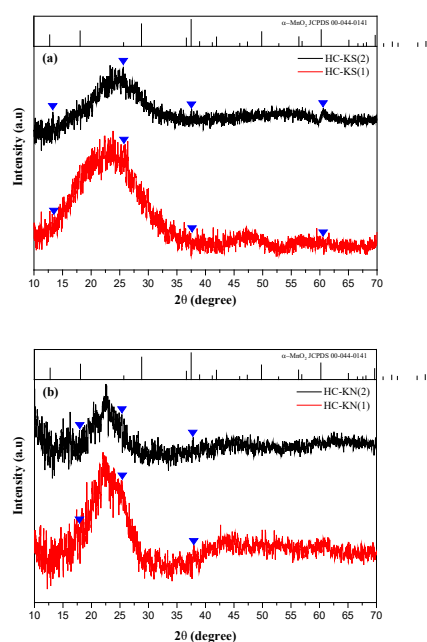 α−MnO2 JCPDS 00-044-0141
(a)
HC-KS(2)
HC-KS(1)
Intensity (a.u)
10 15 20 25 29 35 40 45 50 55 60 65 70
2θ (degree)
α−MnO2 JCPDS 00-044-0141
(b)
HC-KN(2)
HC-KN(1)
Intensity (a.u)
10 15 20 25 29 35 40 45 50 55 60 65 70
2θ (degree)